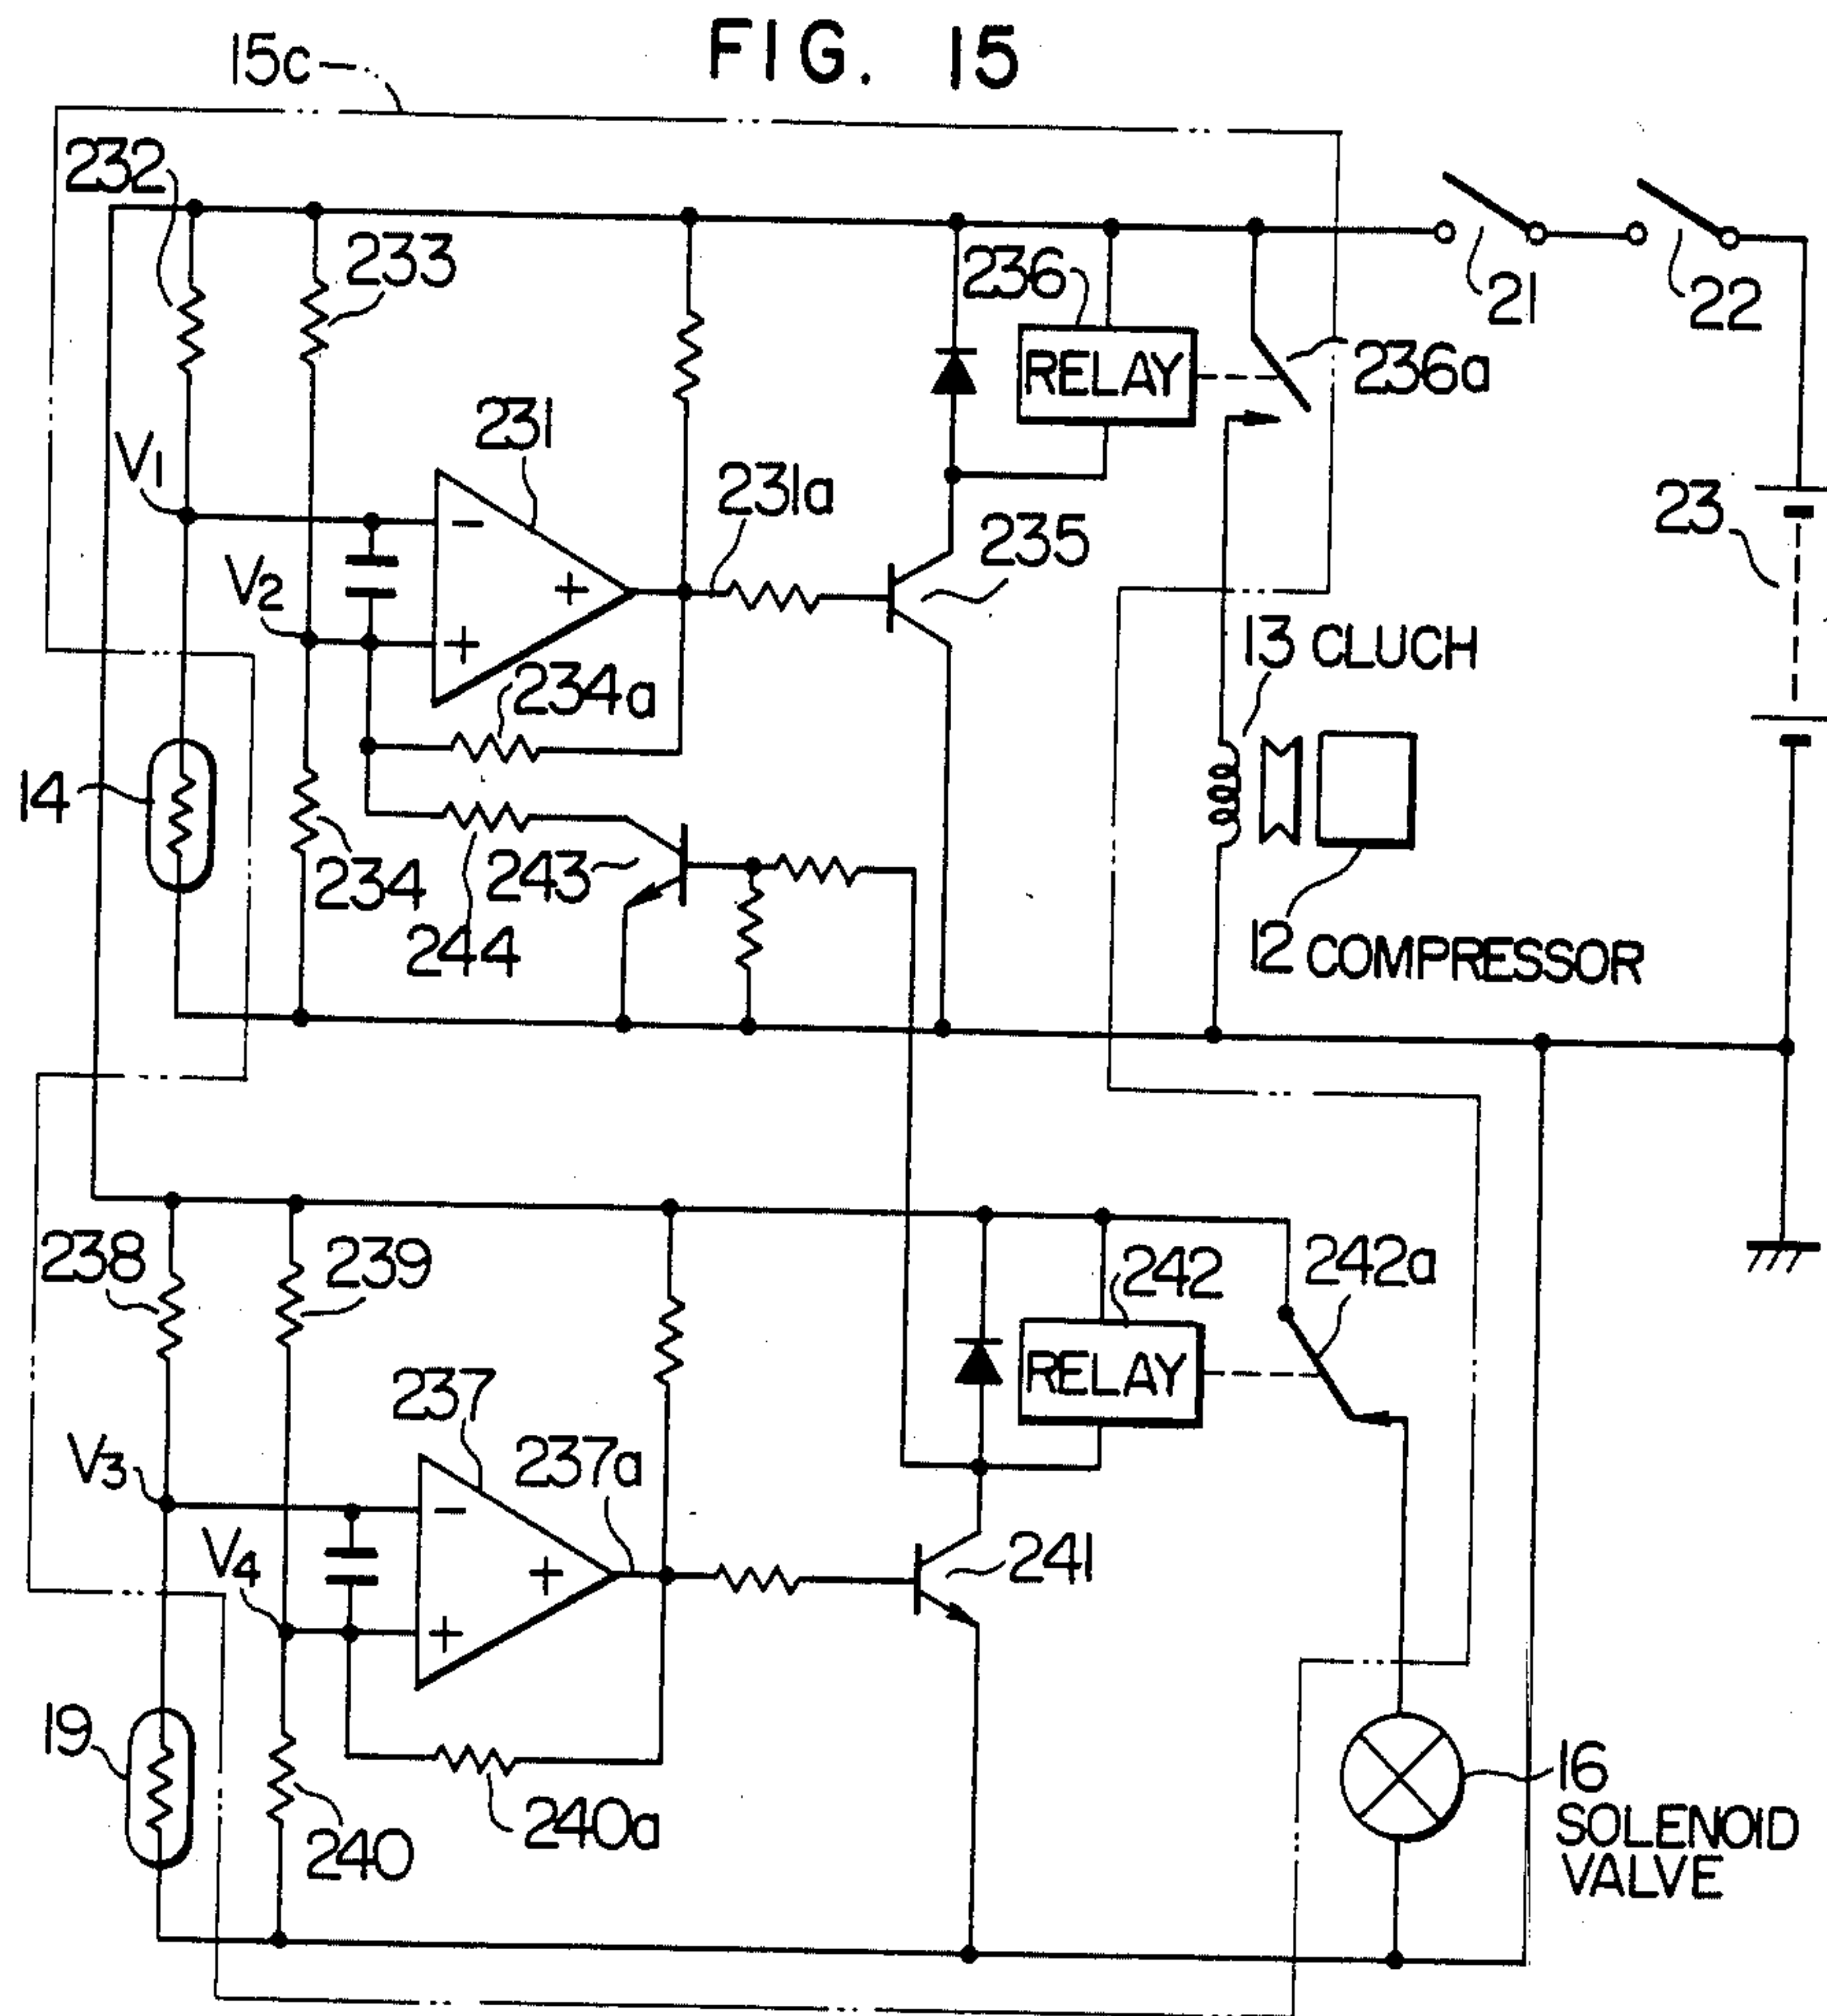 FIG. 15
15c
232
233
236
RELAY
236a
21
22
231
V1
231a
235
23
V2
13 CLUCH
234a
14
234
243
244
12 COMPRESSOR
238
239
242
242a
RELAY
237
237a
V3
V4
241
19
240
240a
16
SOLENOID
VALVE
-
+
+
-
+
+